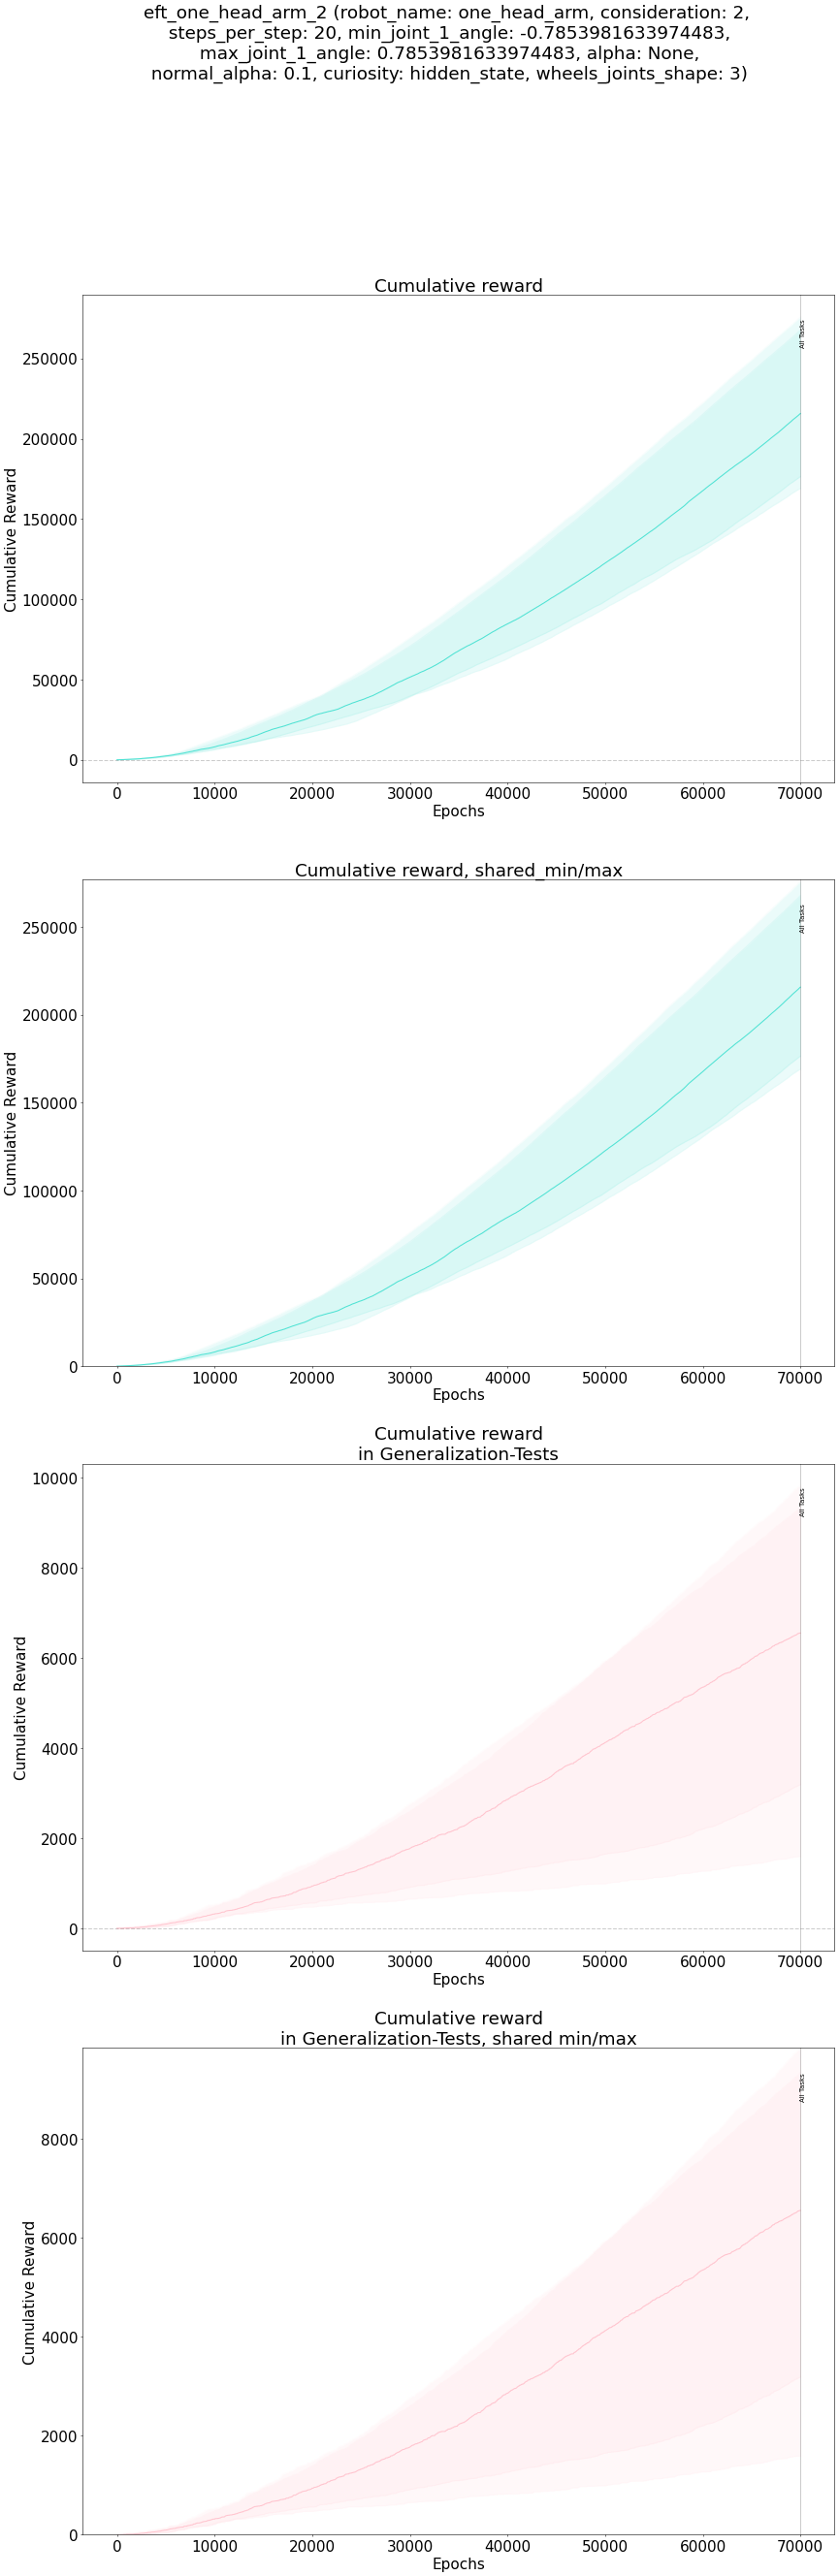 eft_one_head_arm_2 (robot_name: one_head_arm, consideration: 2,
steps_per_step: 20, min_joint_1_angle: -0.7853981633974483,
max_joint_1_angle: 0.7853981633974483, alpha: None,
normal_alpha: 0.1, curiosity: hidden_state, wheels_joints_shape: 3)
Cumulative reward
All Tasks
250000
200000
150000
100000
50000
0
Cumulative Reward
0 10000 20000 30000 40000 50000 60000 70000
Epochs
Cumulative reward, shared_min/max
All Tasks
250000
200000
150000
100000
50000
0
Cumulative Reward
0 10000 20000 30000 40000 50000 60000 70000
Epochs
Cumulative reward
in Generalization-Tests
All Tasks
10000
8000
6000
4000
2000
0
Cumulative Reward
0 10000 20000 30000 40000 50000 60000 70000
Epochs
Cumulative reward
in Generalization-Tests, shared min/max
All Tasks
8000
6000
4000
2000
0
Cumulative Reward
0 10000 20000 30000 40000 50000 60000 70000
Epochs